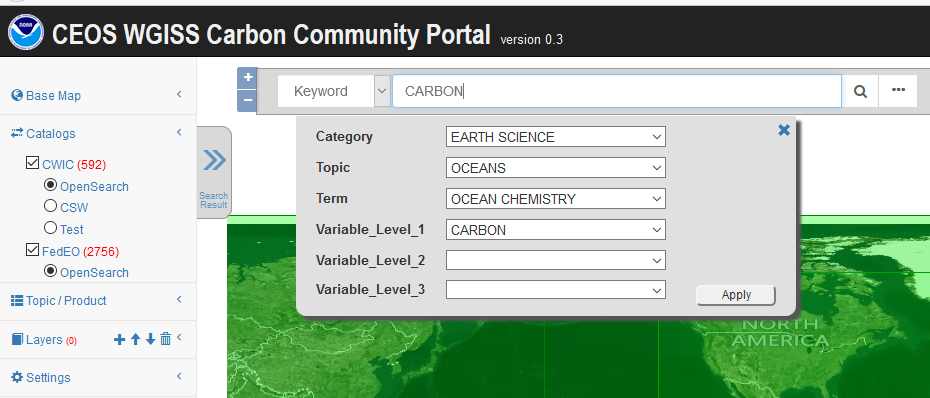 NOAA
CEOS WGISS Carbon Community Portal version 0.3
Base Map
Catalogs
CWIC (592)
OpenSearch
CSW
Test
FedEO (2756)
OpenSearch
Topic / Product
Layers (0)
Settings
+
−
Search
Result
Keyword CARBON •••
Category EARTH SCIENCE
Topic OCEANS
Term OCEAN CHEMISTRY
Variable_Level_1 CARBON
Variable_Level_2
Variable_Level_3
Apply
NORTH
AMERICA